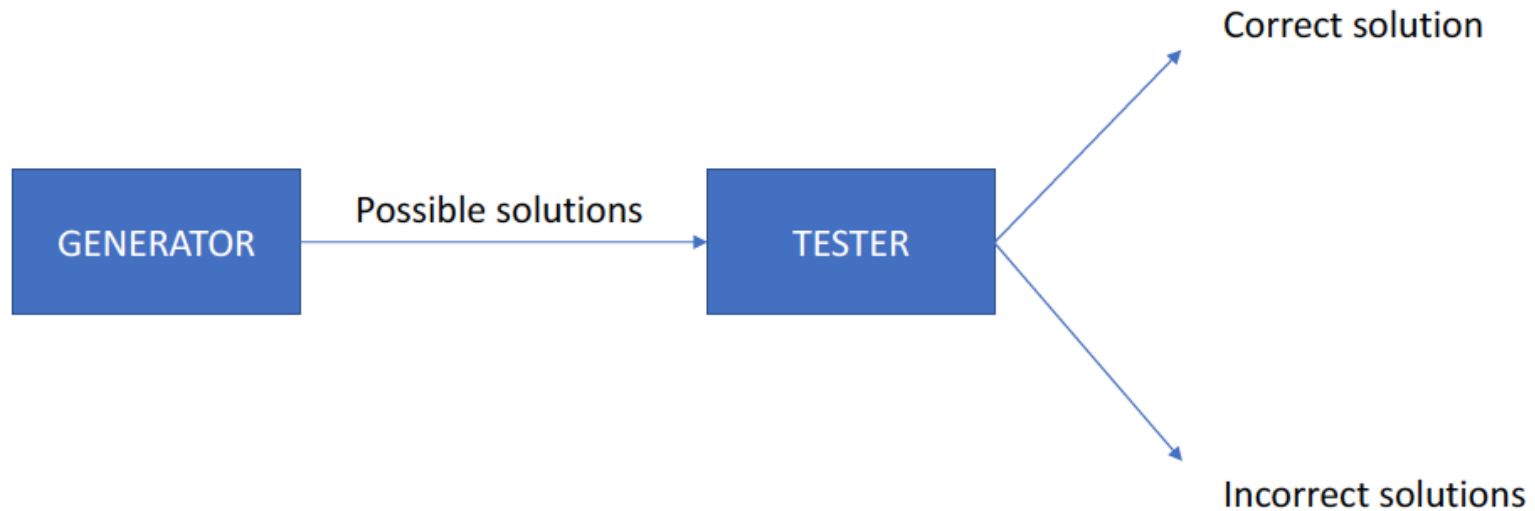 Correct solution
Possible solutions
GENERATOR
TESTER
Incorrect solutions